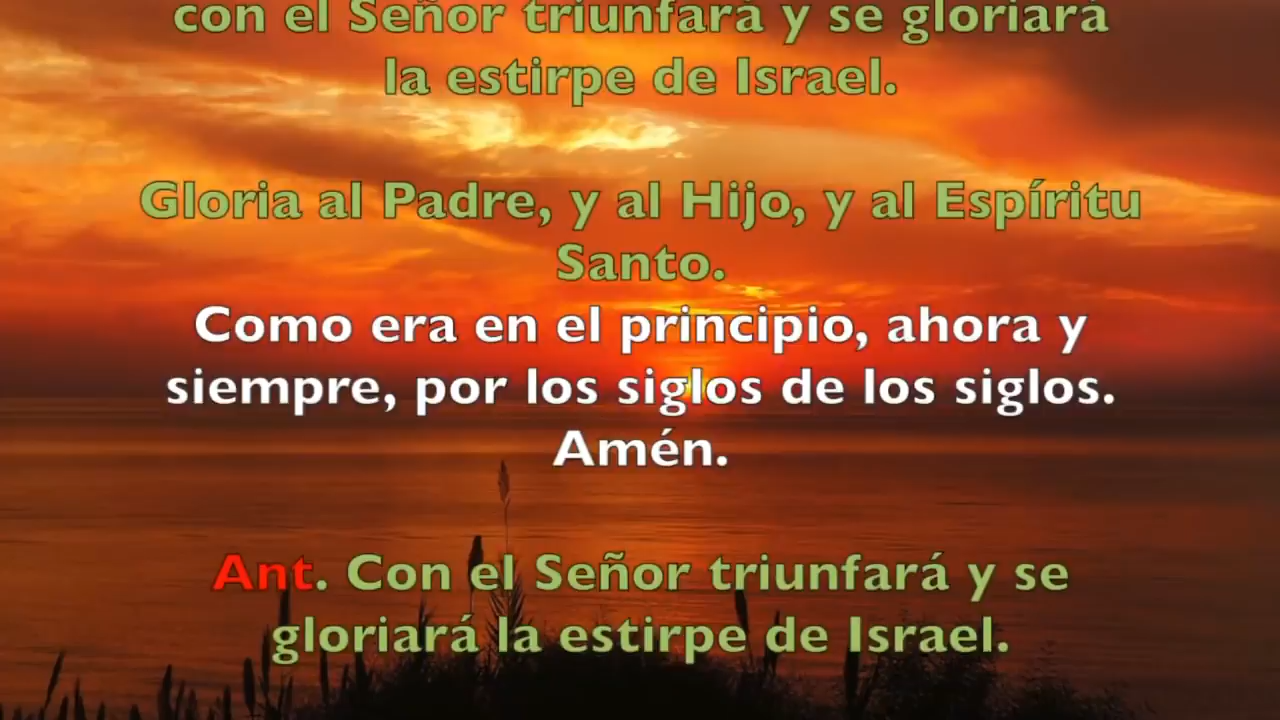 con el Señor triunfará y se gloriará
la estirpe de Israel.
Gloria al Padre, y al Hijo, y al Espíritu
Santo.
Como era en el principio, ahora y
siempre, por los siglos de los siglos.
Amén.
Ant. Con el Señor triunfará y se
gloriará la estirpe de Israel.